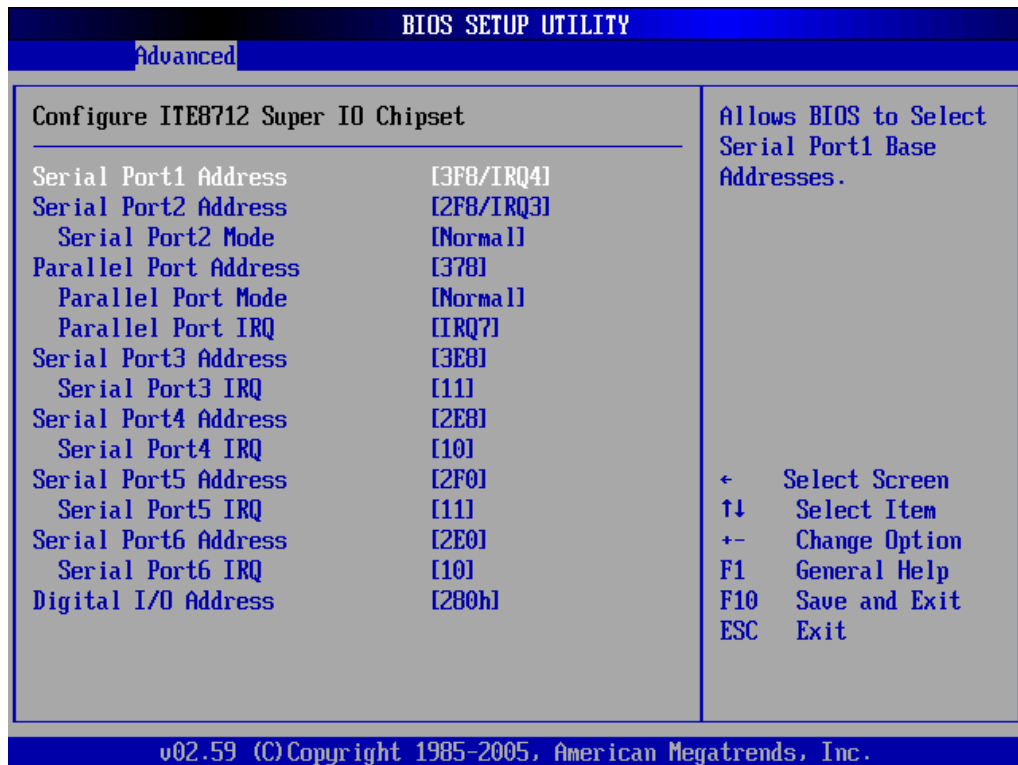 BIOS SETUP UTILITY
Advanced
Configure ITE8712 Super IO Chipset
Serial Port1 Address [3F8/IRQ4]
Serial Port2 Address [2F8/IRQ3]
Serial Port2 Mode [Normal]
Parallel Port Address [378]
Parallel Port Mode [Normal]
Parallel Port IRQ [IRQ7]
Serial Port3 Address [3E8]
Serial Port3 IRQ [11]
Serial Port4 Address [2E8]
Serial Port4 IRQ [10]
Serial Port5 Address [2F0]
Serial Port5 IRQ [11]
Serial Port6 Address [2E0]
Serial Port6 IRQ [10]
Digital I/O Address [280h]
Allows BIOS to Select
Serial Port1 Base
Addresses.
← Select Screen
↑↓ Select Item
+- Change Option
F1 General Help
F10 Save and Exit
ESC Exit
v02.59 (C)Copyright 1985-2005, American Megatrends, Inc.